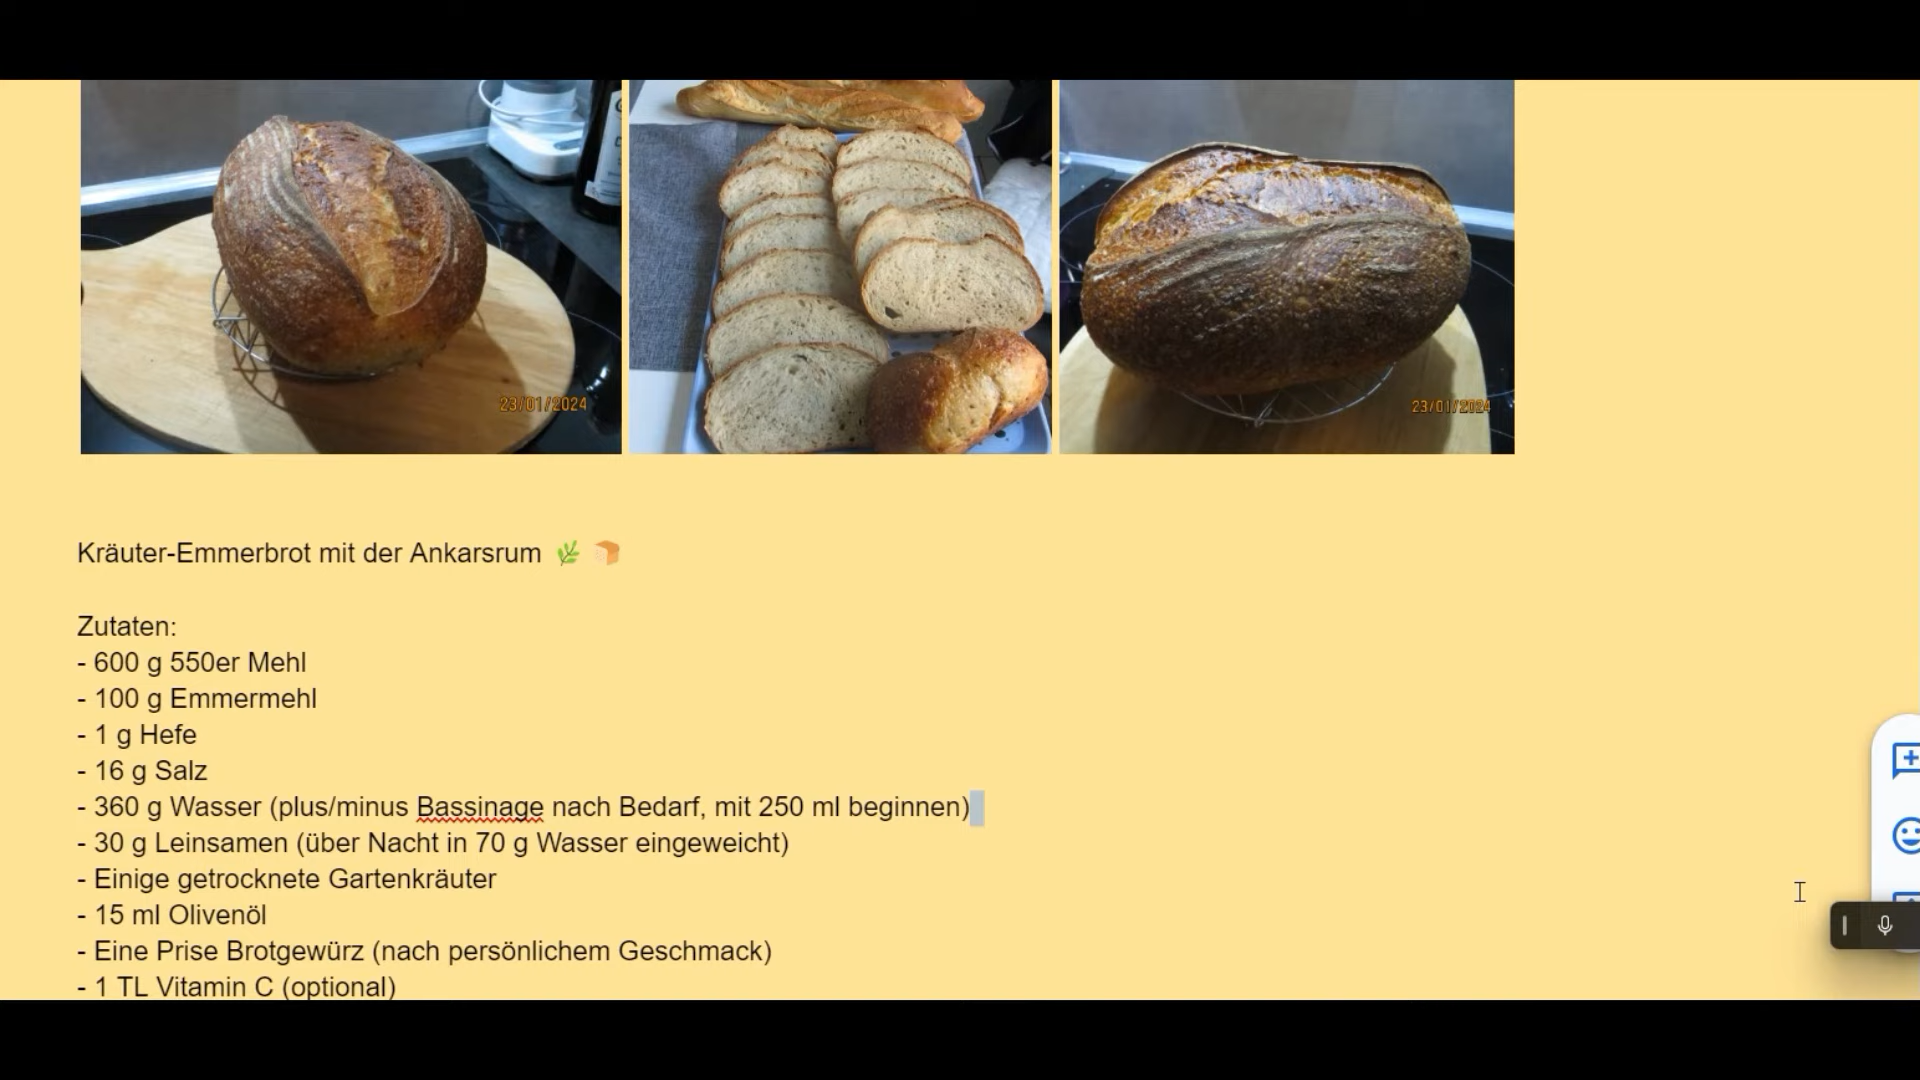 23/01/2024
23/01/2024
Kräuter-Emmerbrot mit der Ankarsrum 🌿 🍞
Zutaten:
- 600 g 550er Mehl
- 100 g Emmermehl
- 1 g Hefe
- 16 g Salz
- 360 g Wasser (plus/minus Bassinage nach Bedarf, mit 250 ml beginnen)
- 30 g Leinsamen (über Nacht in 70 g Wasser eingeweicht)
- Einige getrocknete Gartenkräuter
- 15 ml Olivenöl
- Eine Prise Brotgewürz (nach persönlichem Geschmack)
- 1 TL Vitamin C (optional)